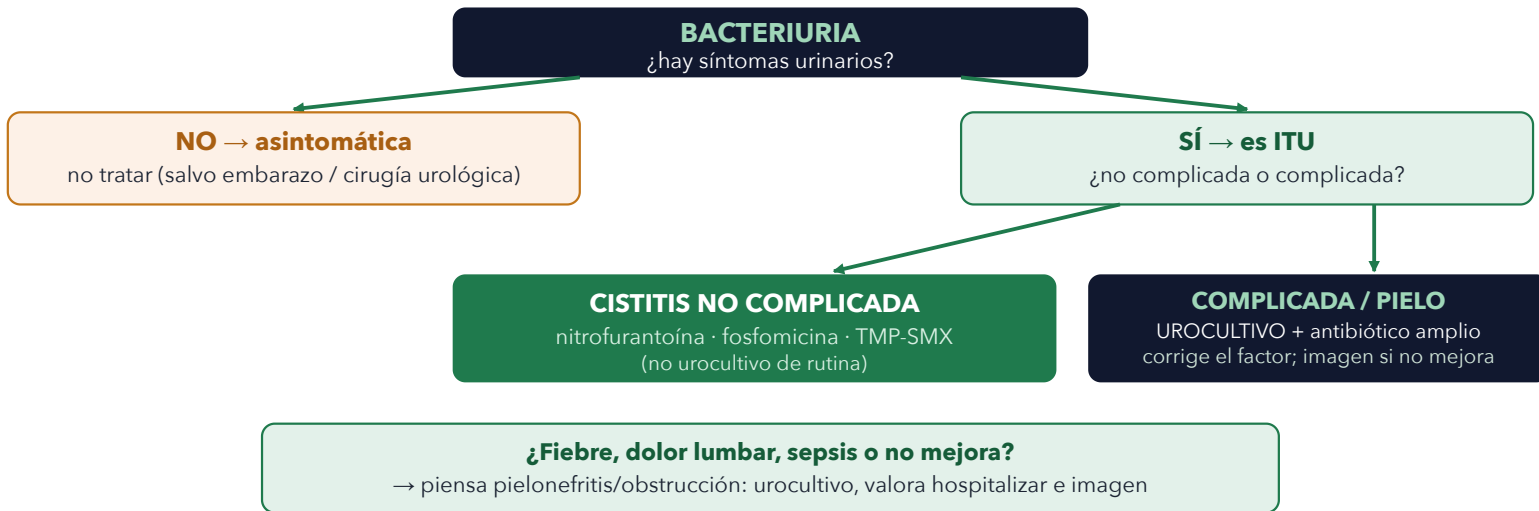 BACTERIURIA
¿hay síntomas urinarios?
NO → asintomática
no tratar (salvo embarazo / cirugía urológica)
SÍ → es ITU
¿no complicada o complicada?
CISTITIS NO COMPLICADA
nitrofurantoína · fosfomicina · TMP-SMX
(no urocultivo de rutina)
COMPLICADA / PIELO
UROCULTIVO + antibiótico amplio
corrige el factor; imagen si no mejora
¿Fiebre, dolor lumbar, sepsis o no mejora?
→ piensa pielonefritis/obstrucción: urocultivo, valora hospitalizar e imagen